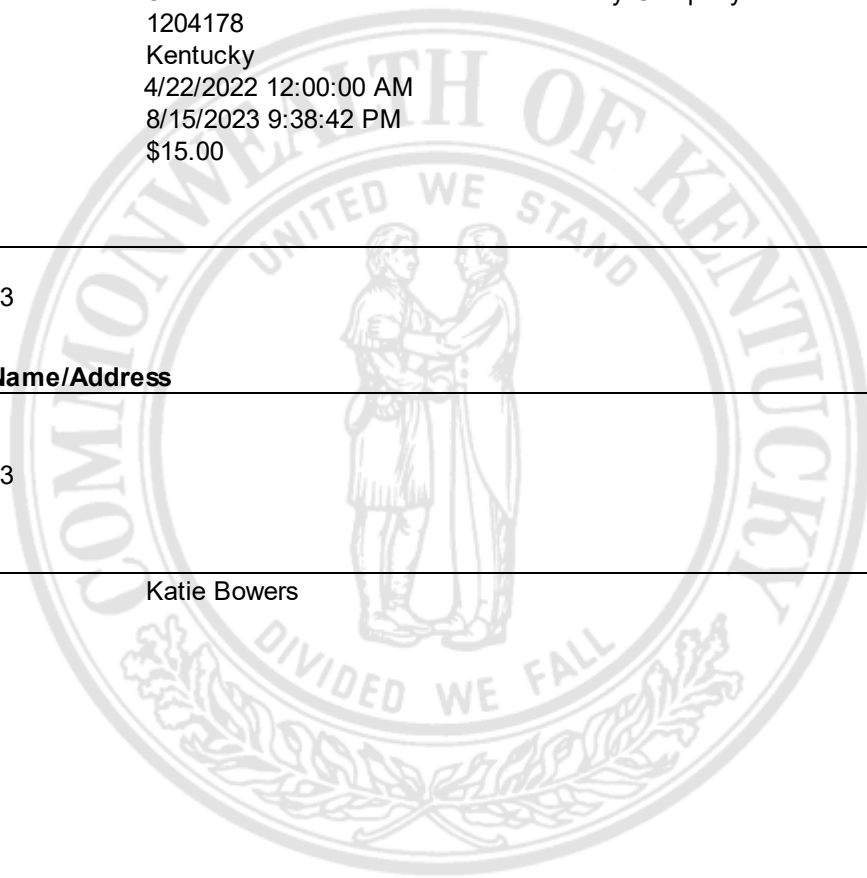 1204178
Kentucky
4/22/2022 12:00:00 AM
8/15/2023 9:38:42 PM
$15.00
3
Name/Address
3
Katie Bowers
COMMONWEALTH OF KENTUCKY
UNITED WE STAND
DIVIDED WE FALL